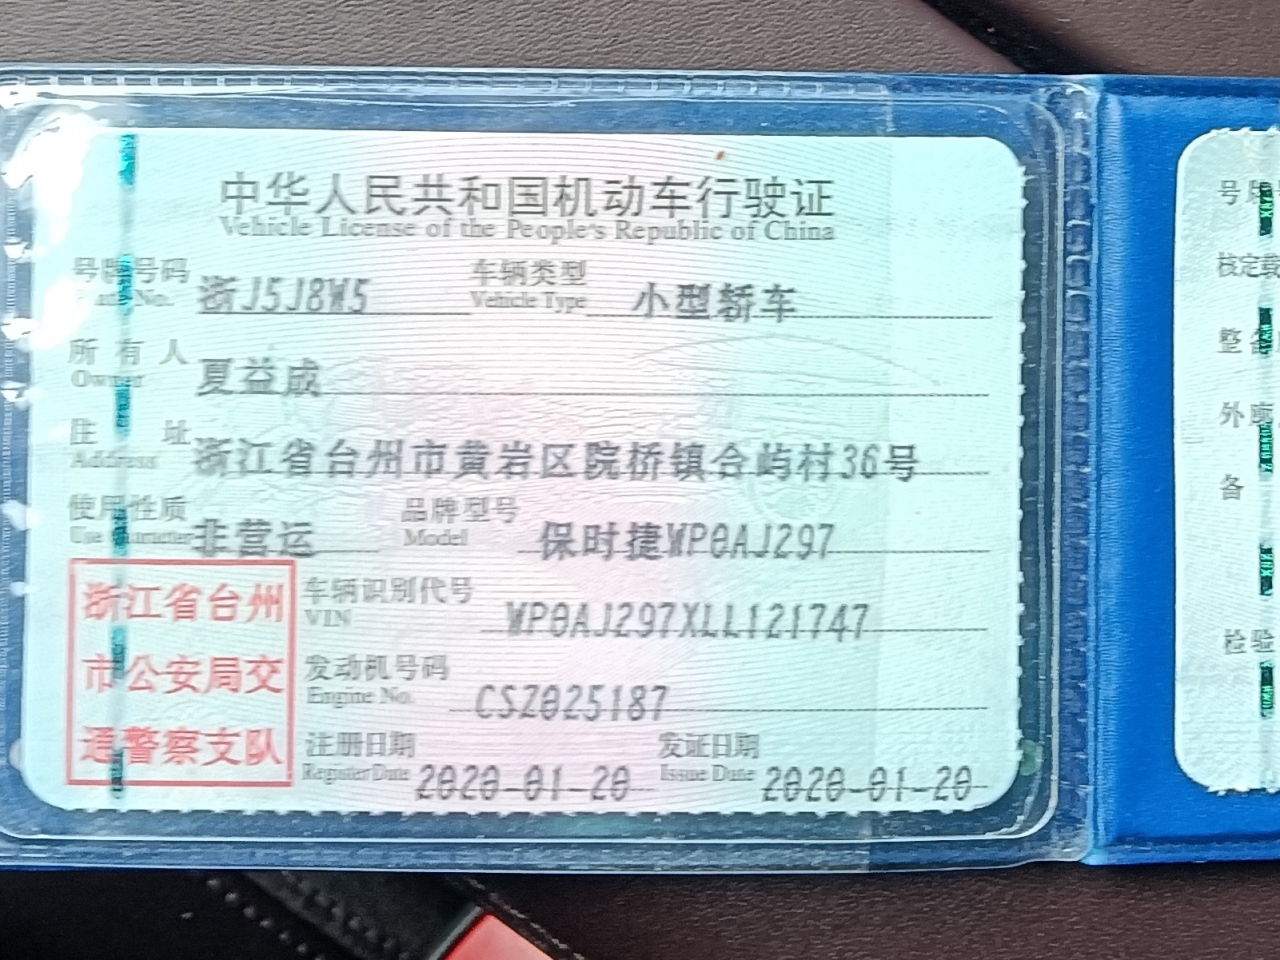 中华人民共和国机动车行驶证
Vehicle License of the People's Republic of China
号牌号码 浙J5J8W5 车辆类型 小型轿车
Plate No. Vehicle Type
所有人 夏益成
Owner
住址 浙江省台州市黄岩区院桥镇合屿村36号
Address
使用性质 非营运 品牌型号 保时捷WP0AJ297
Use Character Model
浙江省台州
市公安局交
通警察支队
车辆识别代号 WP0AJ297XLL121747
VIN
发动机号码 CSZ025187
Engine No.
注册日期 2020-01-20 发证日期 2020-01-20
Register Date Issue Date
号牌
核定载
整备
外廓
备
检验